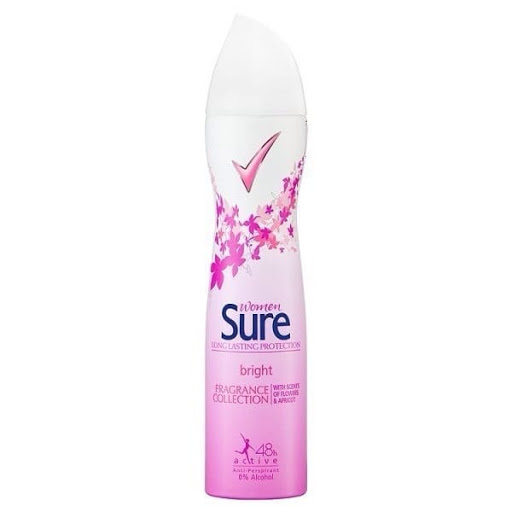 women
Sure
LONG LASTING PROTECTION
bright
FRAGRANCE
COLLECTION
WITH SCENTS
OF FLOWERS
& APRICOT
48h
active
Anti-Perspirant
0% Alcohol